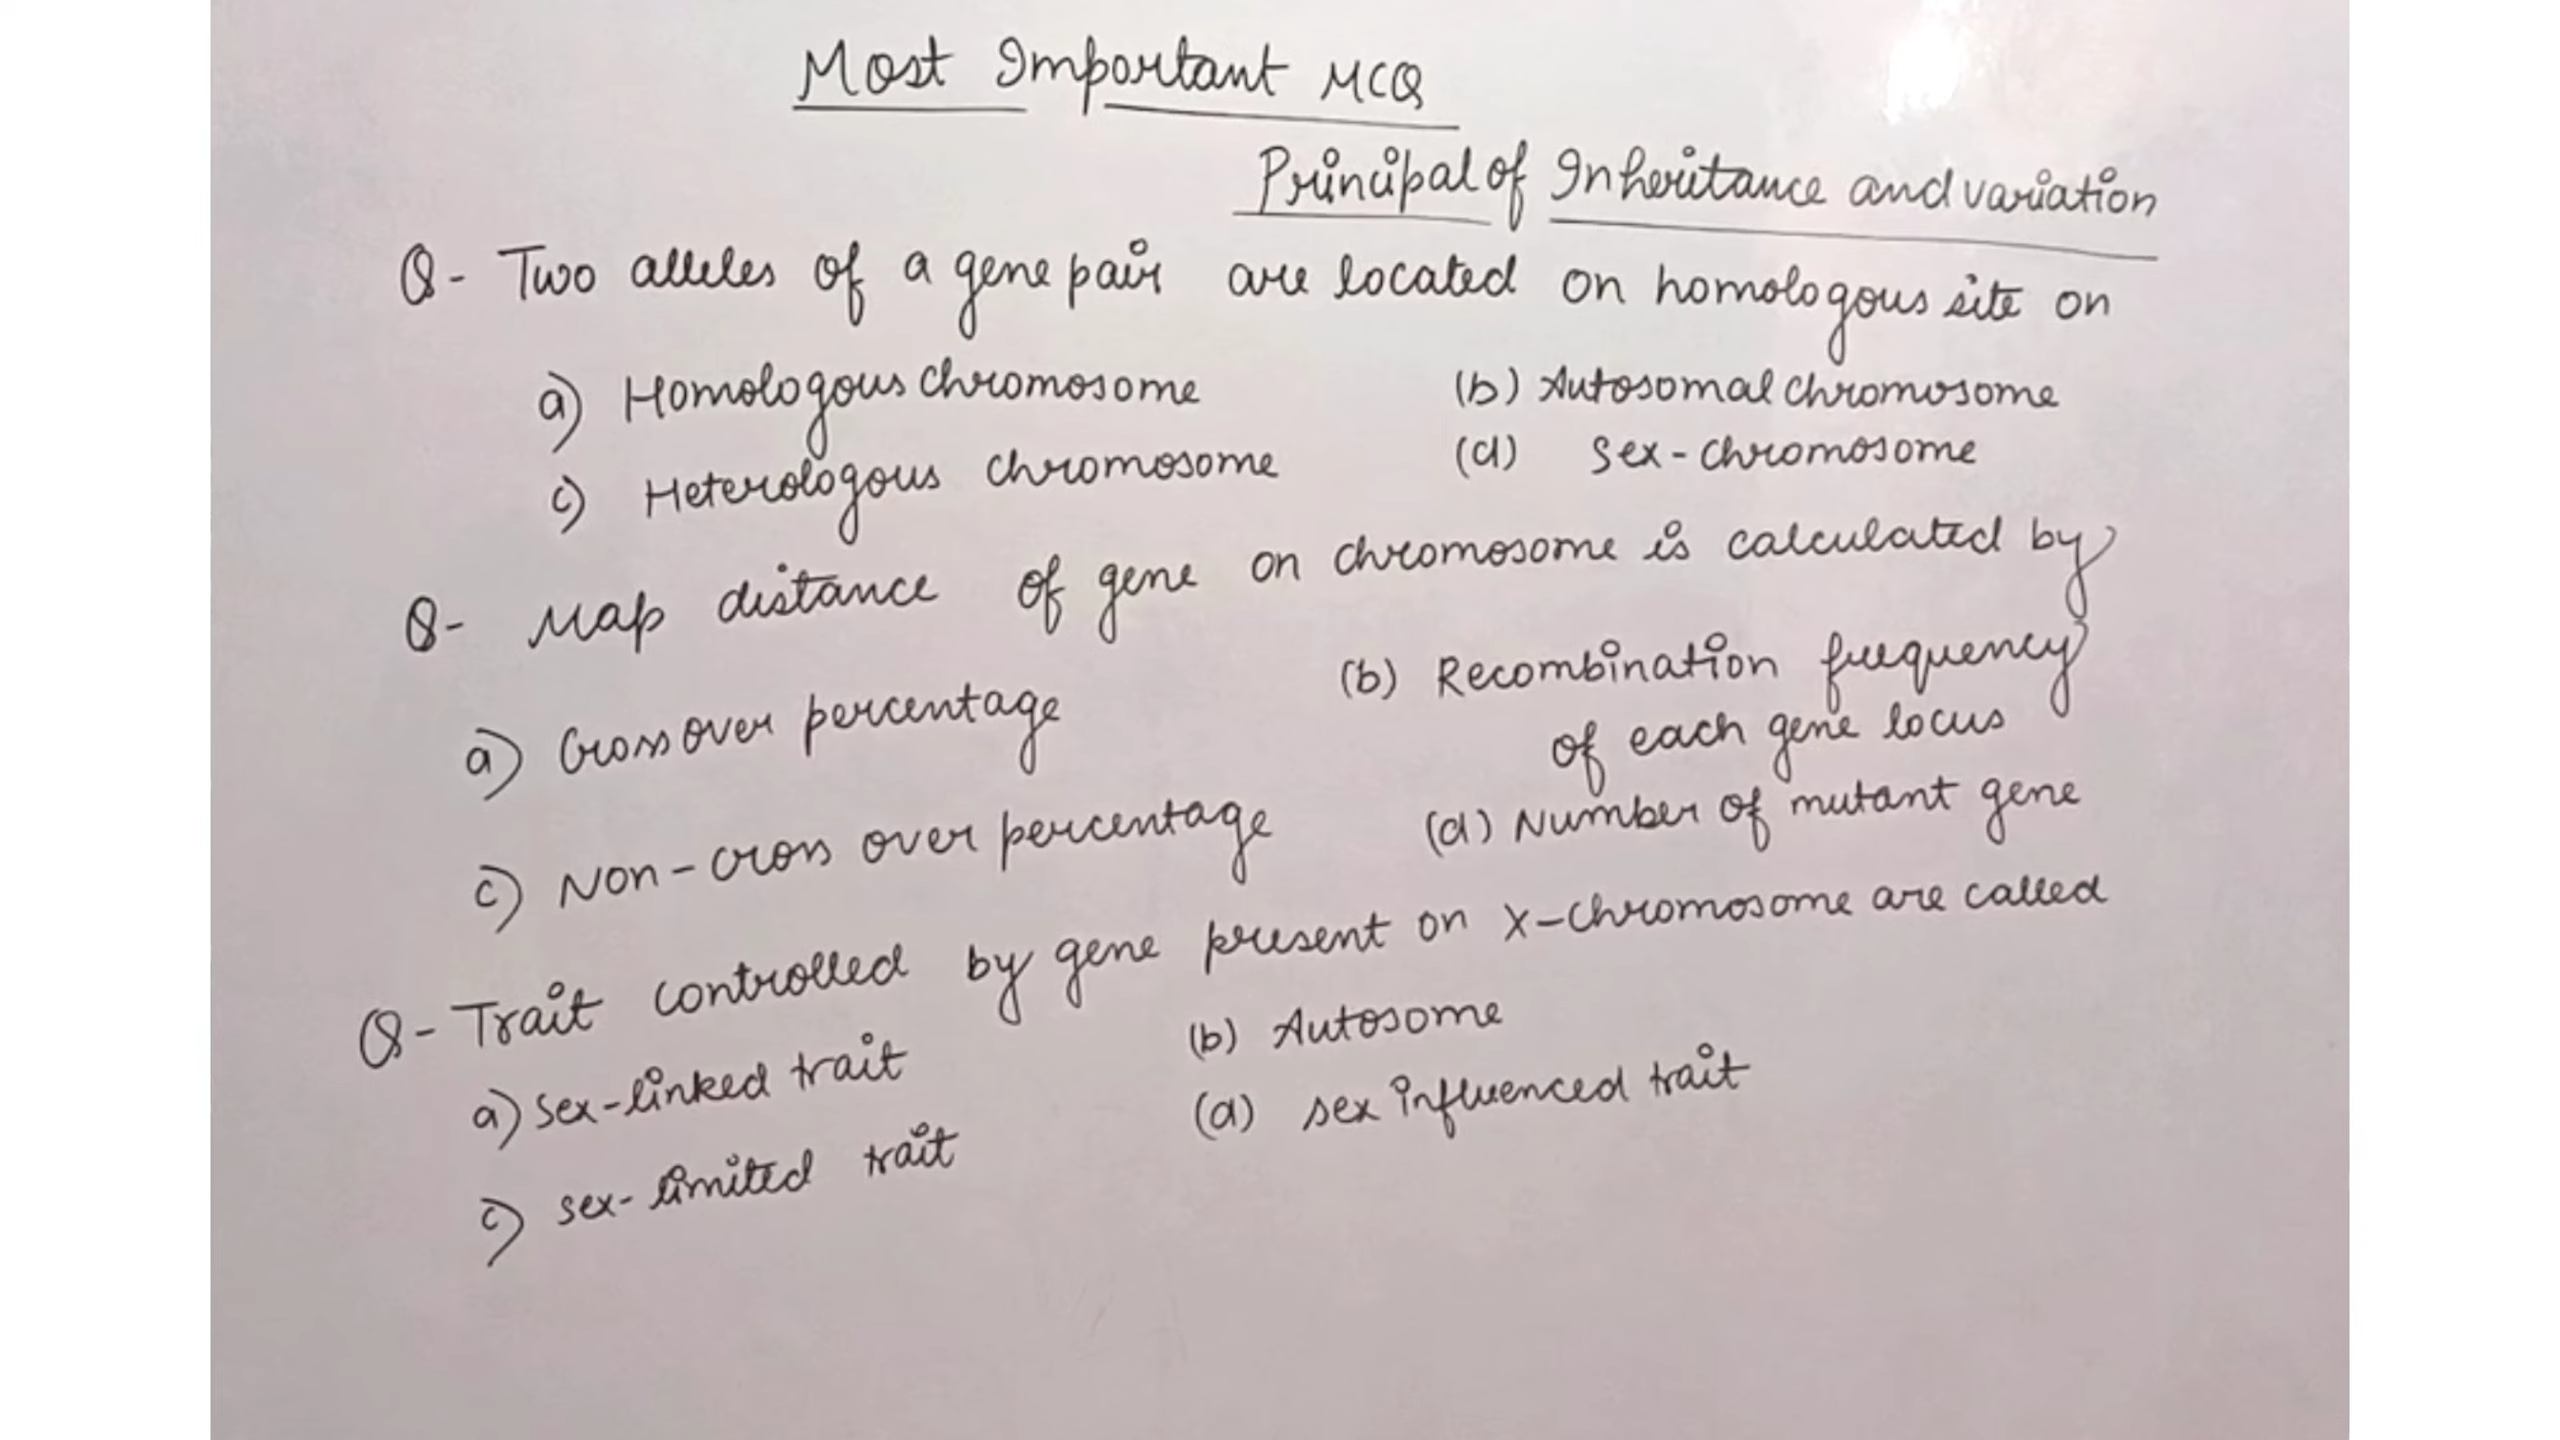 Most Important MCQ
Principal of Inheritance and variation
Q- Two alleles of a gene pair are located on homologous site on
a) Homologous chromosome (b) Autosomal chromosome
c) Heterologous chromosome (d) Sex-chromosome
Q- Map distance of gene on chromosome is calculated by
a) Cross over percentage (b) Recombination frequency
of each gene locus
c) Non-cross over percentage (d) Number of mutant gene
Q- Trait controlled by gene present on X-chromosome are called
a) Sex-linked trait (b) Autosome
c) sex-limited trait (d) sex influenced trait